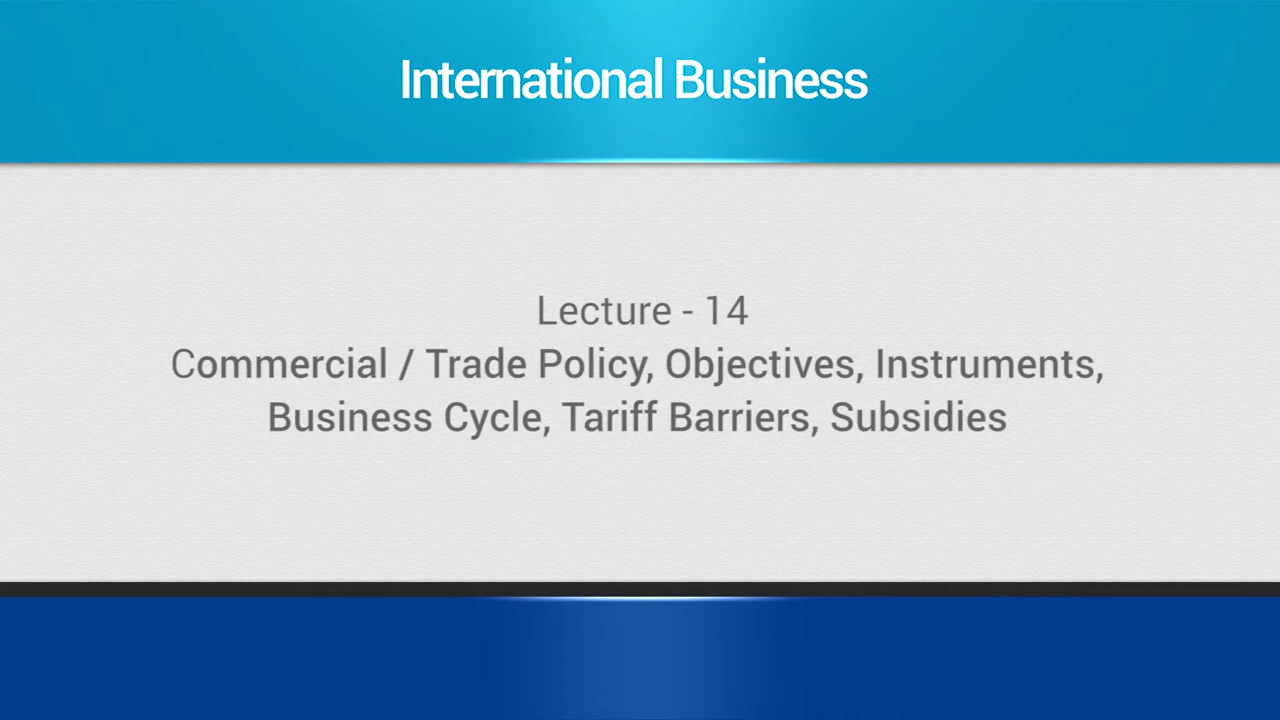 International Business
Lecture - 14
Commercial / Trade Policy, Objectives, Instruments,
Business Cycle, Tariff Barriers, Subsidies